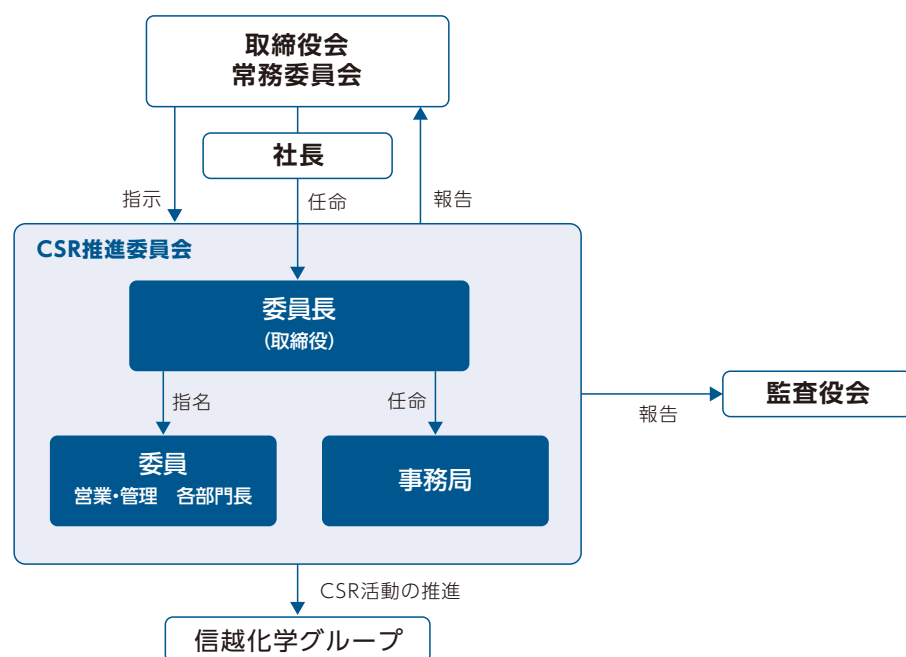 取締役会
常務委員会
社長
指示
任命
報告
CSR推進委員会
委員長
(取締役)
指名
任命
委員
営業・管理　各部門長
事務局
報告
監査役会
CSR活動の推進
信越化学グループ